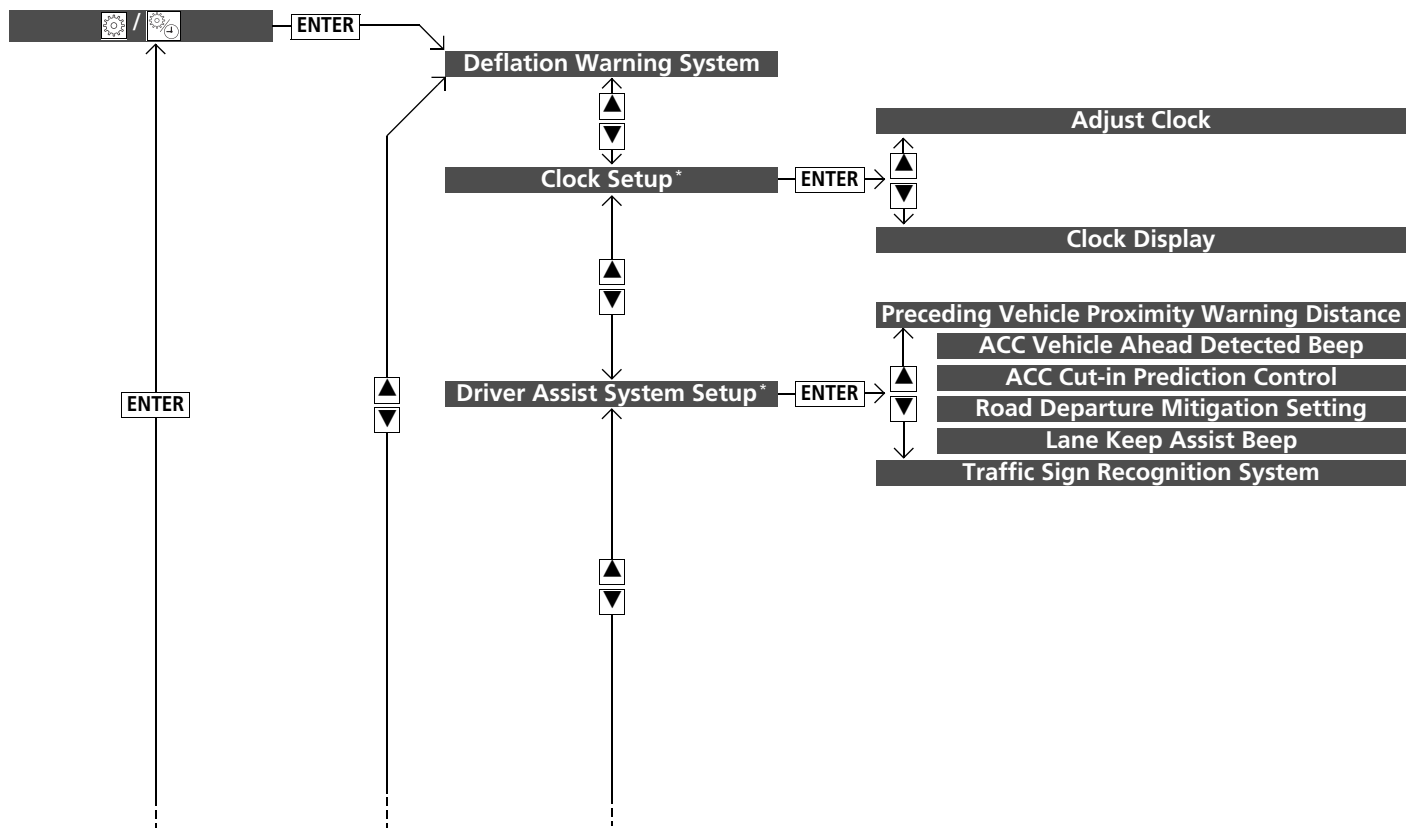 /
ENTER
Deflation Warning System
▲
▼
Adjust Clock
Clock Setup*
ENTER
▲
▼
Clock Display
▲
▼
Preceding Vehicle Proximity Warning Distance
ACC Vehicle Ahead Detected Beep
ACC Cut-in Prediction Control
Driver Assist System Setup*
ENTER
▲
▼
Road Departure Mitigation Setting
Lane Keep Assist Beep
Traffic Sign Recognition System
ENTER
▲
▼
▲
▼